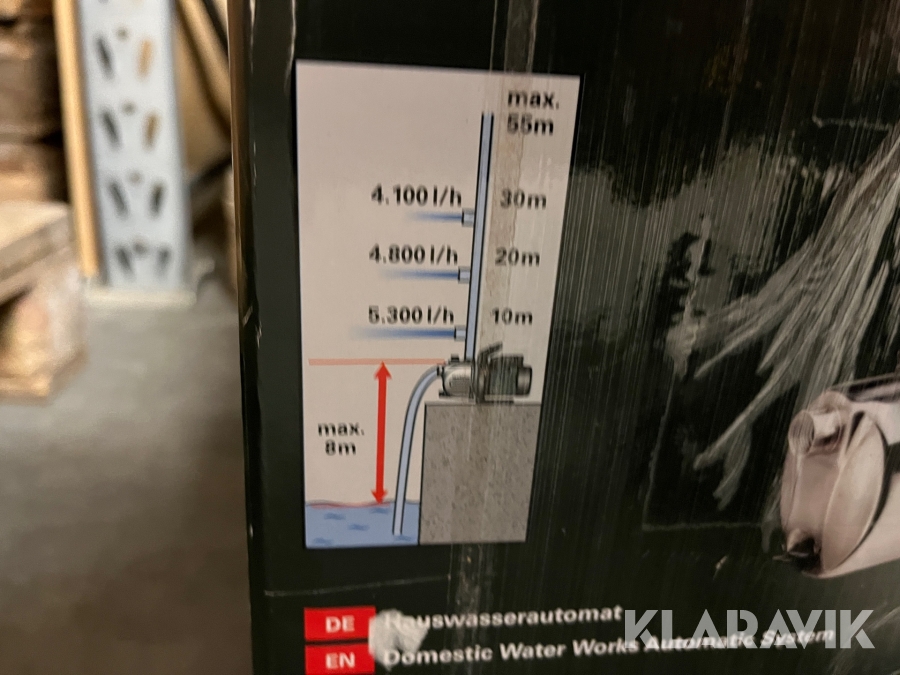 max.
55m
4.100 l/h 30m
4.800 l/h 20m
5.300 l/h 10m
max.
8m
DE Hauswasserautomat
EN Domestic Water Works Automatic System
KLARAVIK